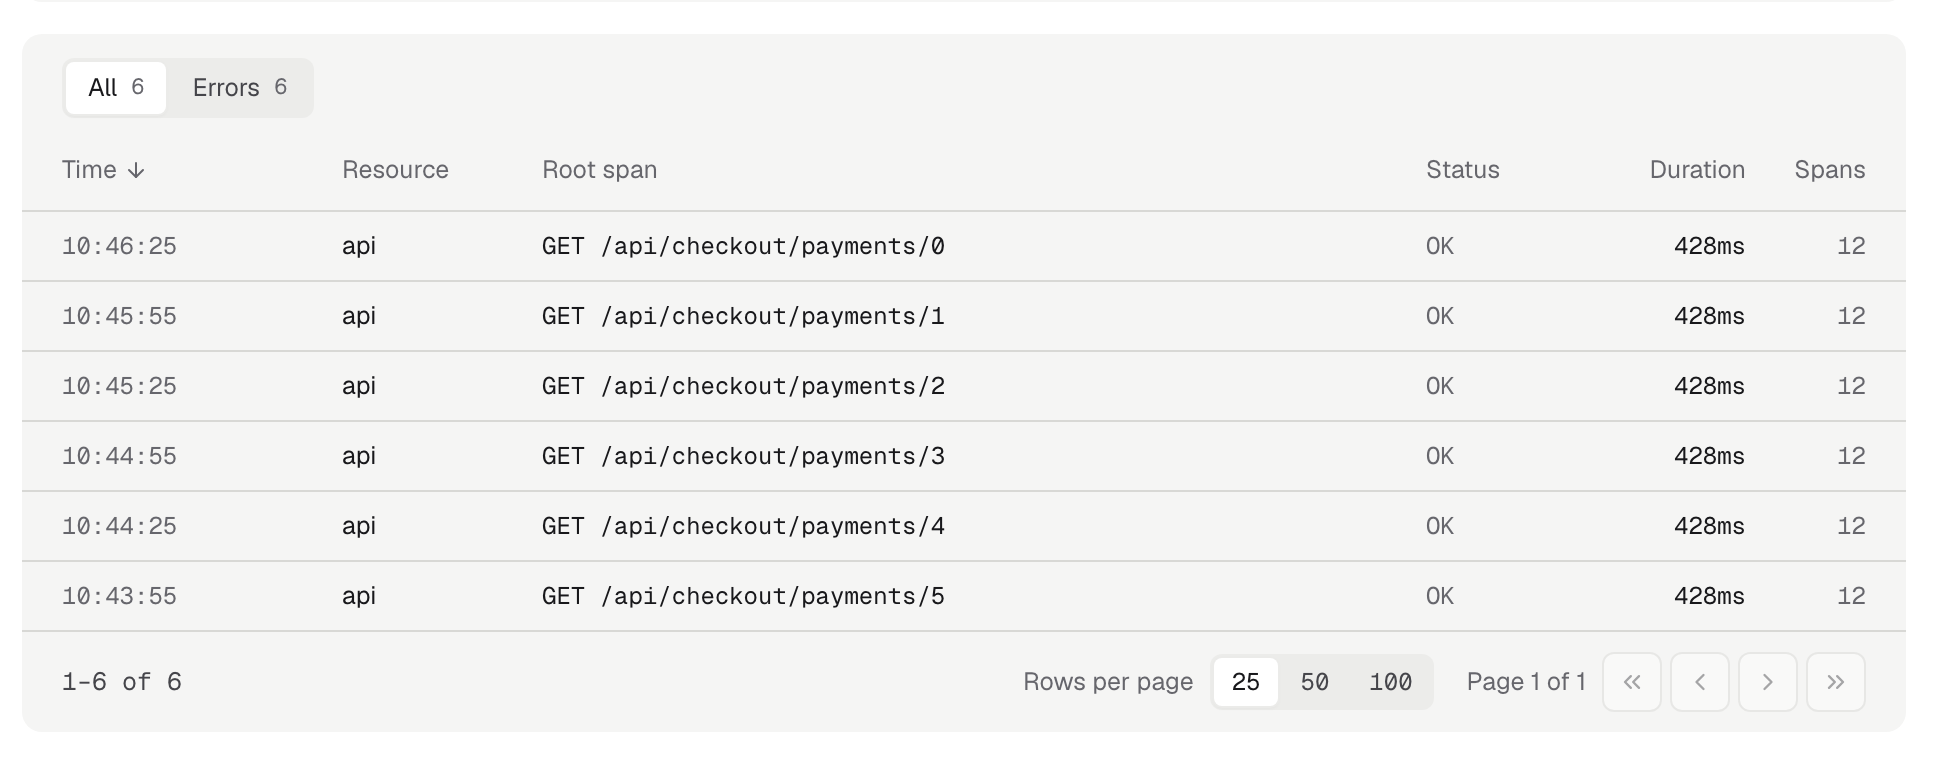 All 6 Errors 6
Time ↓ Resource Root span Status Duration Spans
10:46:25 api GET /api/checkout/payments/0 OK 428ms 12
10:45:55 api GET /api/checkout/payments/1 OK 428ms 12
10:45:25 api GET /api/checkout/payments/2 OK 428ms 12
10:44:55 api GET /api/checkout/payments/3 OK 428ms 12
10:44:25 api GET /api/checkout/payments/4 OK 428ms 12
10:43:55 api GET /api/checkout/payments/5 OK 428ms 12
1–6 of 6 Rows per page 25 50 100 Page 1 of 1 « ‹ › »